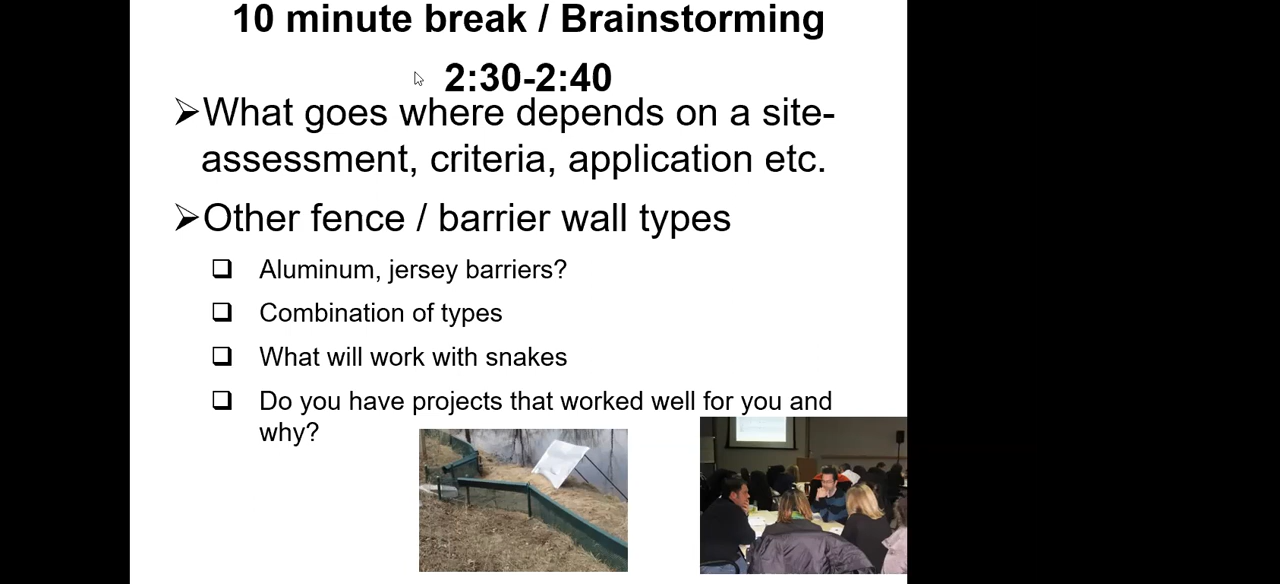 10 minute break / Brainstorming
2:30-2:40
➢What goes where depends on a site-
assessment, criteria, application etc.
➢Other fence / barrier wall types
❑ Aluminum, jersey barriers?
❑ Combination of types
❑ What will work with snakes
❑ Do you have projects that worked well for you and
why?